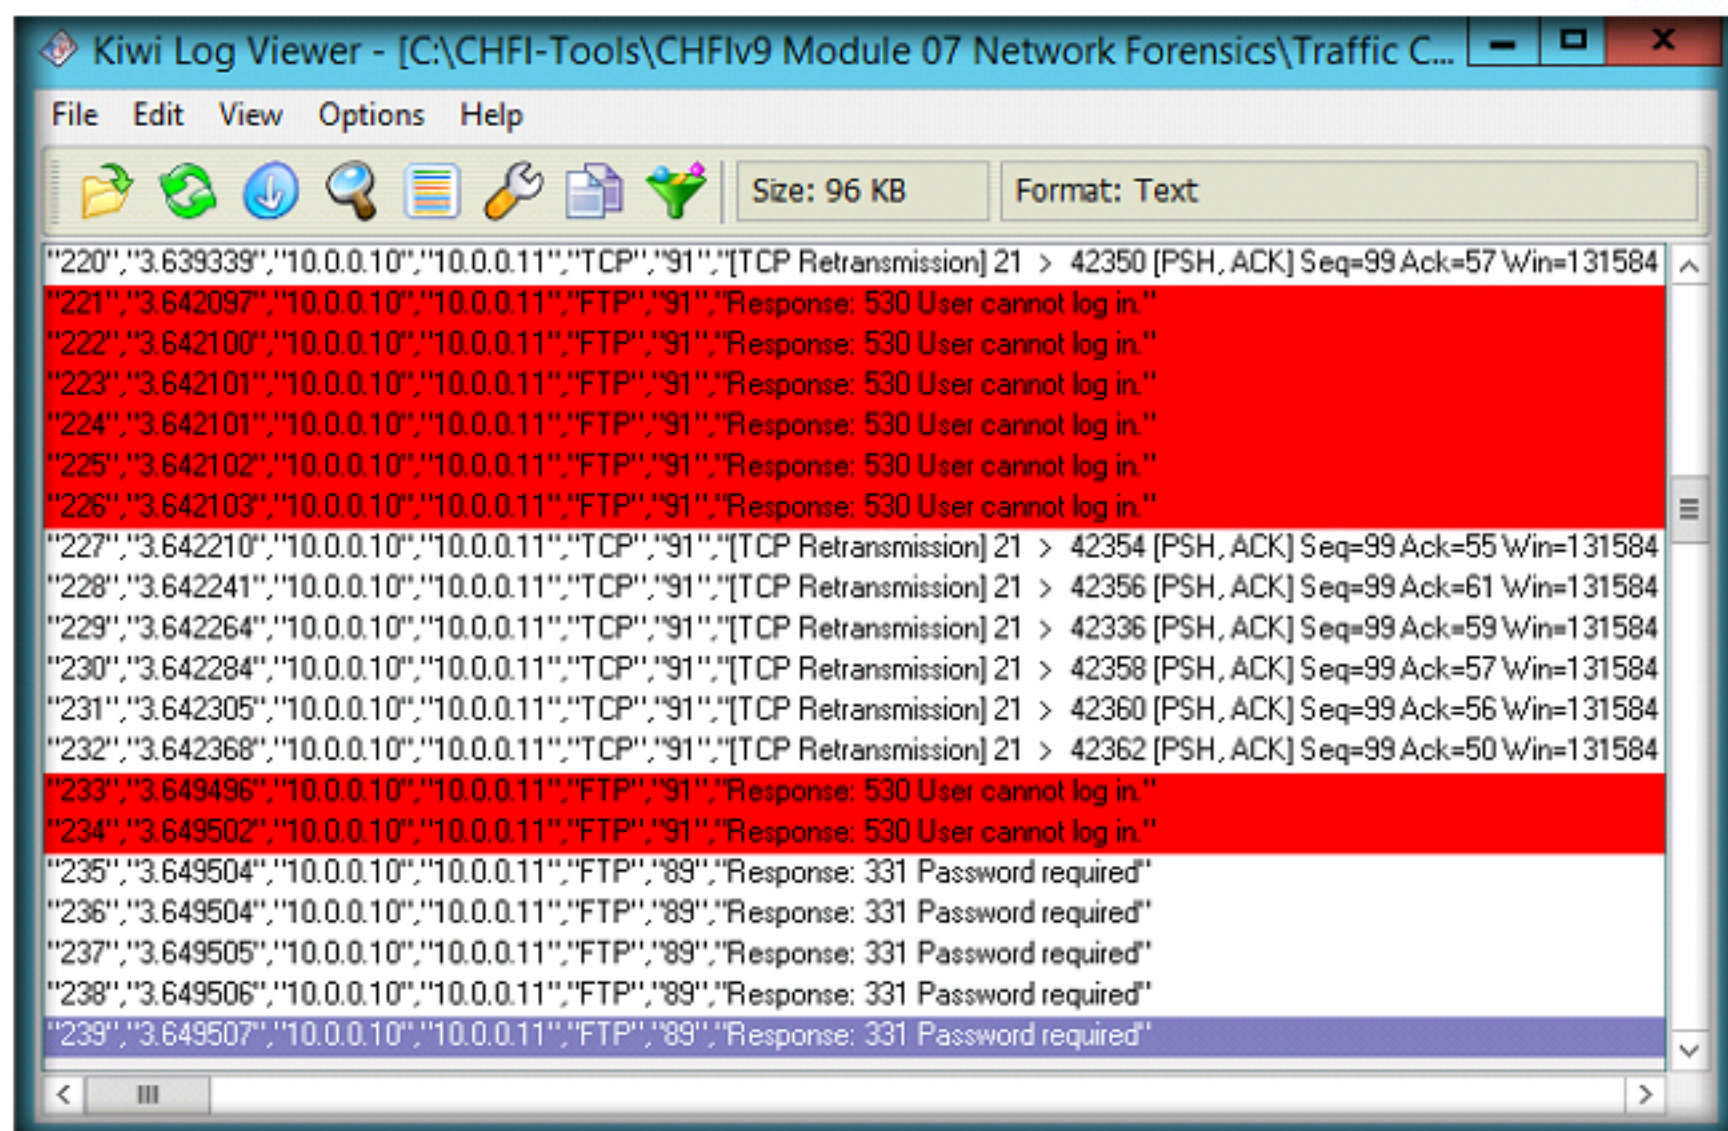 Kiwi Log Viewer - [C:\CHFI-Tools\CHFIv9 Module 07 Network Forensics\Traffic C...
File Edit View Options Help
Size: 96 KB Format: Text
"220","3.639339","10.0.0.10","10.0.0.11","TCP","91","[TCP Retransmission] 21 > 42350 [PSH, ACK] Seq=99 Ack=57 Win=131584
"221","3.642097","10.0.0.10","10.0.0.11","FTP","91","Response: 530 User cannot log in."
"222","3.642100","10.0.0.10","10.0.0.11","FTP","91","Response: 530 User cannot log in."
"223","3.642101","10.0.0.10","10.0.0.11","FTP","91","Response: 530 User cannot log in."
"224","3.642101","10.0.0.10","10.0.0.11","FTP","91","Response: 530 User cannot log in."
"225","3.642102","10.0.0.10","10.0.0.11","FTP","91","Response: 530 User cannot log in."
"226","3.642103","10.0.0.10","10.0.0.11","FTP","91","Response: 530 User cannot log in."
"227","3.642210","10.0.0.10","10.0.0.11","TCP","91","[TCP Retransmission] 21 > 42354 [PSH, ACK] Seq=99 Ack=55 Win=131584
"228","3.642241","10.0.0.10","10.0.0.11","TCP","91","[TCP Retransmission] 21 > 42356 [PSH, ACK] Seq=99 Ack=61 Win=131584
"229","3.642264","10.0.0.10","10.0.0.11","TCP","91","[TCP Retransmission] 21 > 42336 [PSH, ACK] Seq=99 Ack=59 Win=131584
"230","3.642284","10.0.0.10","10.0.0.11","TCP","91","[TCP Retransmission] 21 > 42358 [PSH, ACK] Seq=99 Ack=57 Win=131584
"231","3.642305","10.0.0.10","10.0.0.11","TCP","91","[TCP Retransmission] 21 > 42360 [PSH, ACK] Seq=99 Ack=56 Win=131584
"232","3.642368","10.0.0.10","10.0.0.11","TCP","91","[TCP Retransmission] 21 > 42362 [PSH, ACK] Seq=99 Ack=50 Win=131584
"233","3.649496","10.0.0.10","10.0.0.11","FTP","91","Response: 530 User cannot log in."
"234","3.649502","10.0.0.10","10.0.0.11","FTP","91","Response: 530 User cannot log in."
"235","3.649504","10.0.0.10","10.0.0.11","FTP","89","Response: 331 Password required"
"236","3.649504","10.0.0.10","10.0.0.11","FTP","89","Response: 331 Password required"
"237","3.649505","10.0.0.10","10.0.0.11","FTP","89","Response: 331 Password required"
"238","3.649506","10.0.0.10","10.0.0.11","FTP","89","Response: 331 Password required"
"239","3.649507","10.0.0.10","10.0.0.11","FTP","89","Response: 331 Password required"